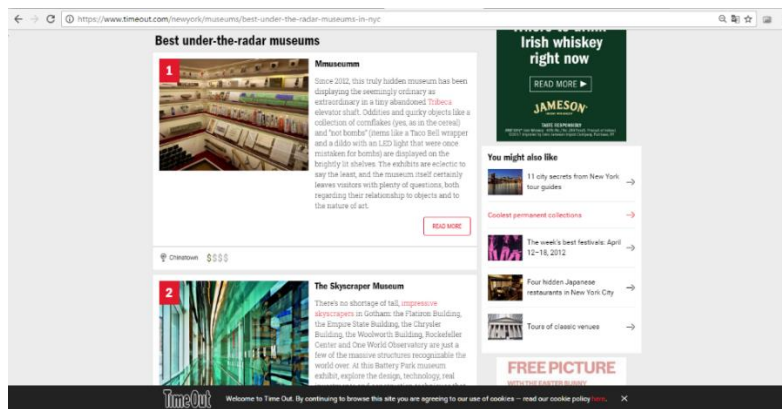 https://www.timeout.com/newyork/museums/best-under-the-radar-museums-in-nyc
Best under-the-radar museums
1
Mmuseumm
Since 2012, this truly hidden museum has been
displaying the seemingly ordinary as
extraordinary in a tiny abandoned Tribeca
elevator shaft. Oddities and quirky objects like a
collection of cornflakes (yes, as in the cereal)
and "not bombs" (items like a Taco Bell wrapper
and a dildo with an LED light that were once
mistaken for bombs) are displayed on the
brightly lit shelves. The exhibits are eclectic to
say the least, and the museum itself certainly
leaves visitors with plenty of questions, both
regarding their relationship to objects and to
the nature of art.
READ MORE
Chinatown $$$$
2
The Skyscraper Museum
There's no shortage of tall, impressive
skyscrapers in Gotham: the Flatiron Building,
the Empire State Building, the Chrysler
Building, the Woolworth Building, Rockefeller
Center and One World Observatory are just a
few of the massive structures recognizable the
world over. At this Battery Park museum
exhibit, explore the design, technology, real
Irish whiskey
right now
READ MORE
JAMESON
TASTE RESPONSIBLY
You might also like
11 city secrets from New York
tour guides
Coolest permanent collections
The week's best festivals: April
12–18, 2012
Four hidden Japanese
restaurants in New York City
Tours of classic venues
FREE PICTURE
WITH THE EASTER BUNNY
TimeOut
Welcome to Time Out. By continuing to browse this site you are agreeing to our use of cookies – read our cookie policy here.